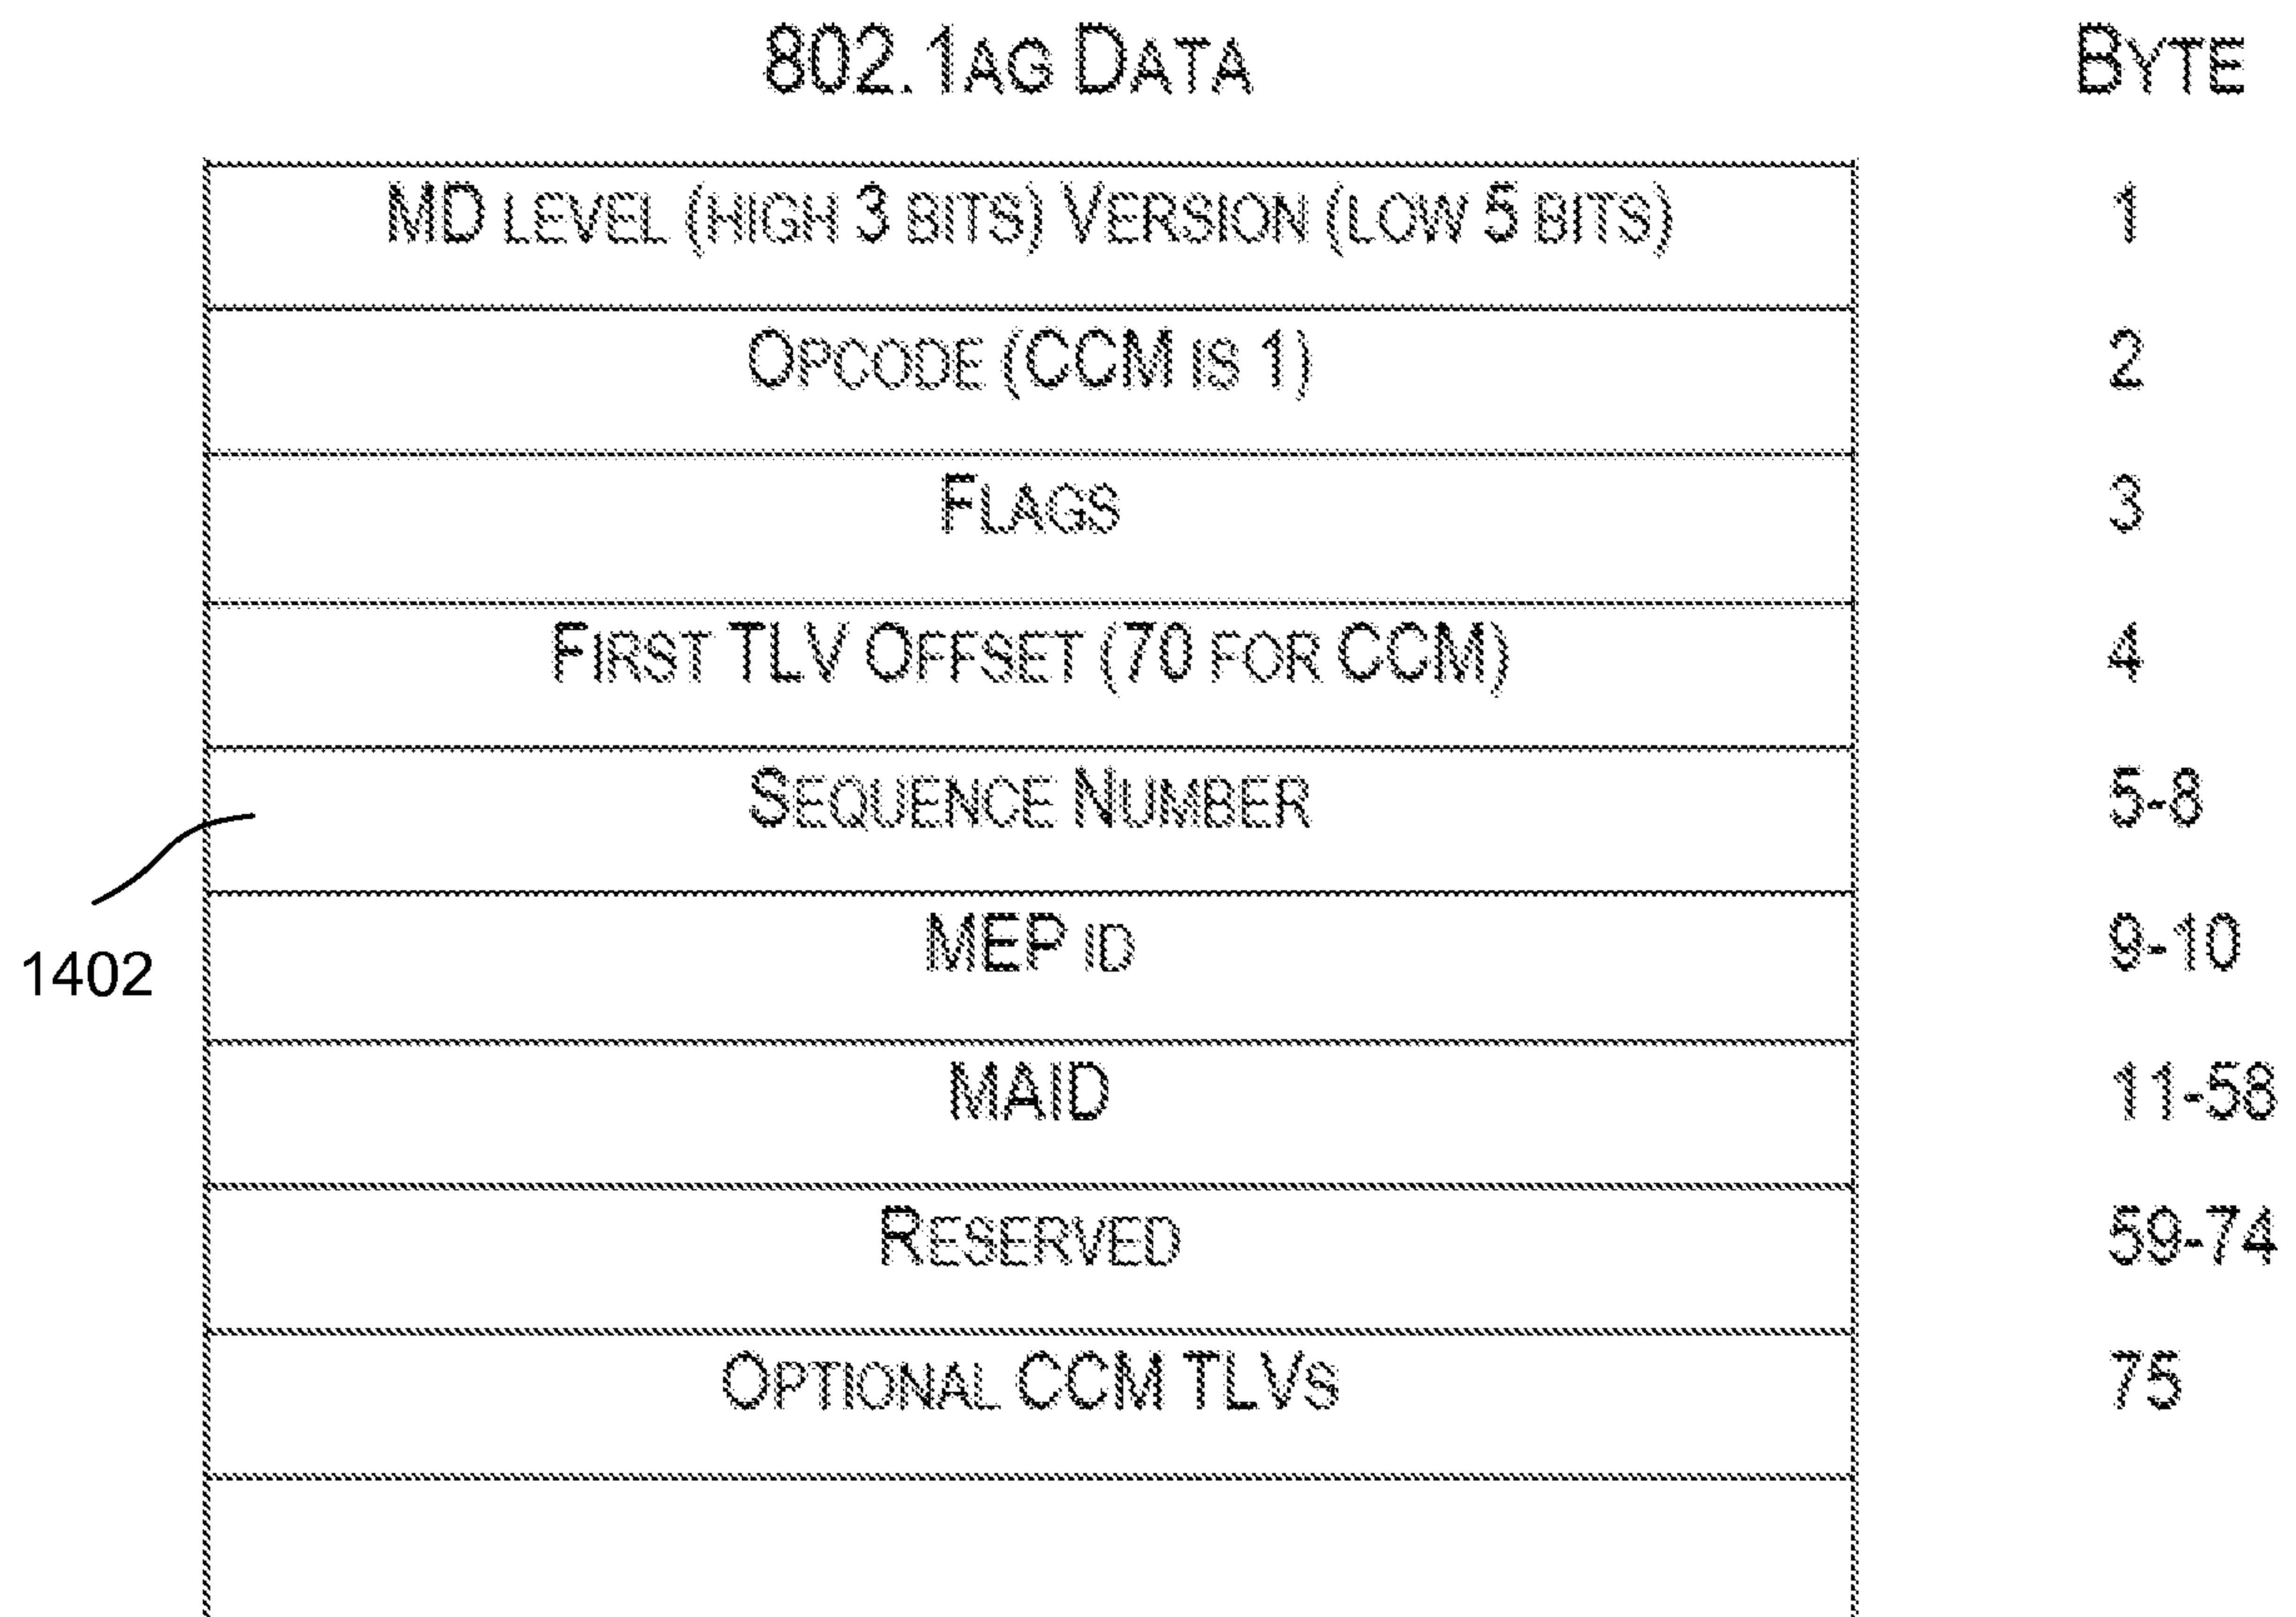 802.1AG DATA BYTE
MD LEVEL (HIGH 3 BITS) VERSION (LOW 5 BITS) 1
OPCODE (CCM IS 1) 2
FLAGS 3
FIRST TLV OFFSET (70 FOR CCM) 4
SEQUENCE NUMBER 5-8
1402
MEP ID 9-10
MAID 11-58
RESERVED 59-74
OPTIONAL CCM TLVS 75